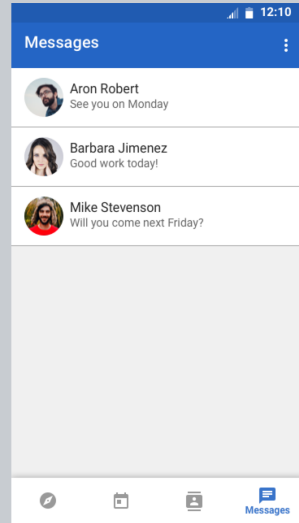 12:10
Messages
Aron Robert
See you on Monday
Barbara Jimenez
Good work today!
Mike Stevenson
Will you come next Friday?
Messages